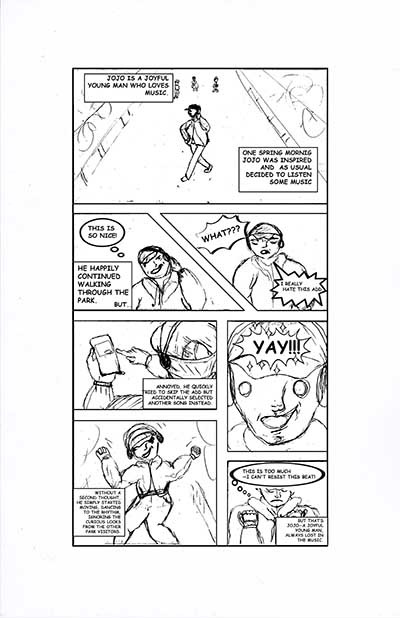 JOJO IS A JOYFUL
YOUNG MAN WHO LOVES
MUSIC.
ONE SPRING MORNIG
JOJO WAS INSPIRED
AND AS USUAL
DECIDED TO LISTEN
SOME MUSIC
THIS IS
SO NICE!
HE HAPPILY
CONTINUED
WALKING
THROUGH THE
PARK.
BUT..
WHAT???
I REALLY
HATE THIS ADD
ANNOYED, HE QUICKLY
TRIED TO SKIP THE ADD BUT
ACCIDENTALLY SELECTED
ANOTHER SONG INSTEAD.
YAY!!!
WITHOUT A
SECOND THOUGHT,
HE SIMPLY STARTED
MOVING, DANCING
TO THE RHYTHM,
IGNORING THE
CURIOUS LOOKS
FROM THE OTHER
PARK VISITORS.
THIS IS TOO MUCH
—I CAN'T RESIST THIS BEAT!
BUT THATS
JOJO—A JOYFUL
YOUNG MAN,
ALWAYS LOST IN
THE MUSIC.